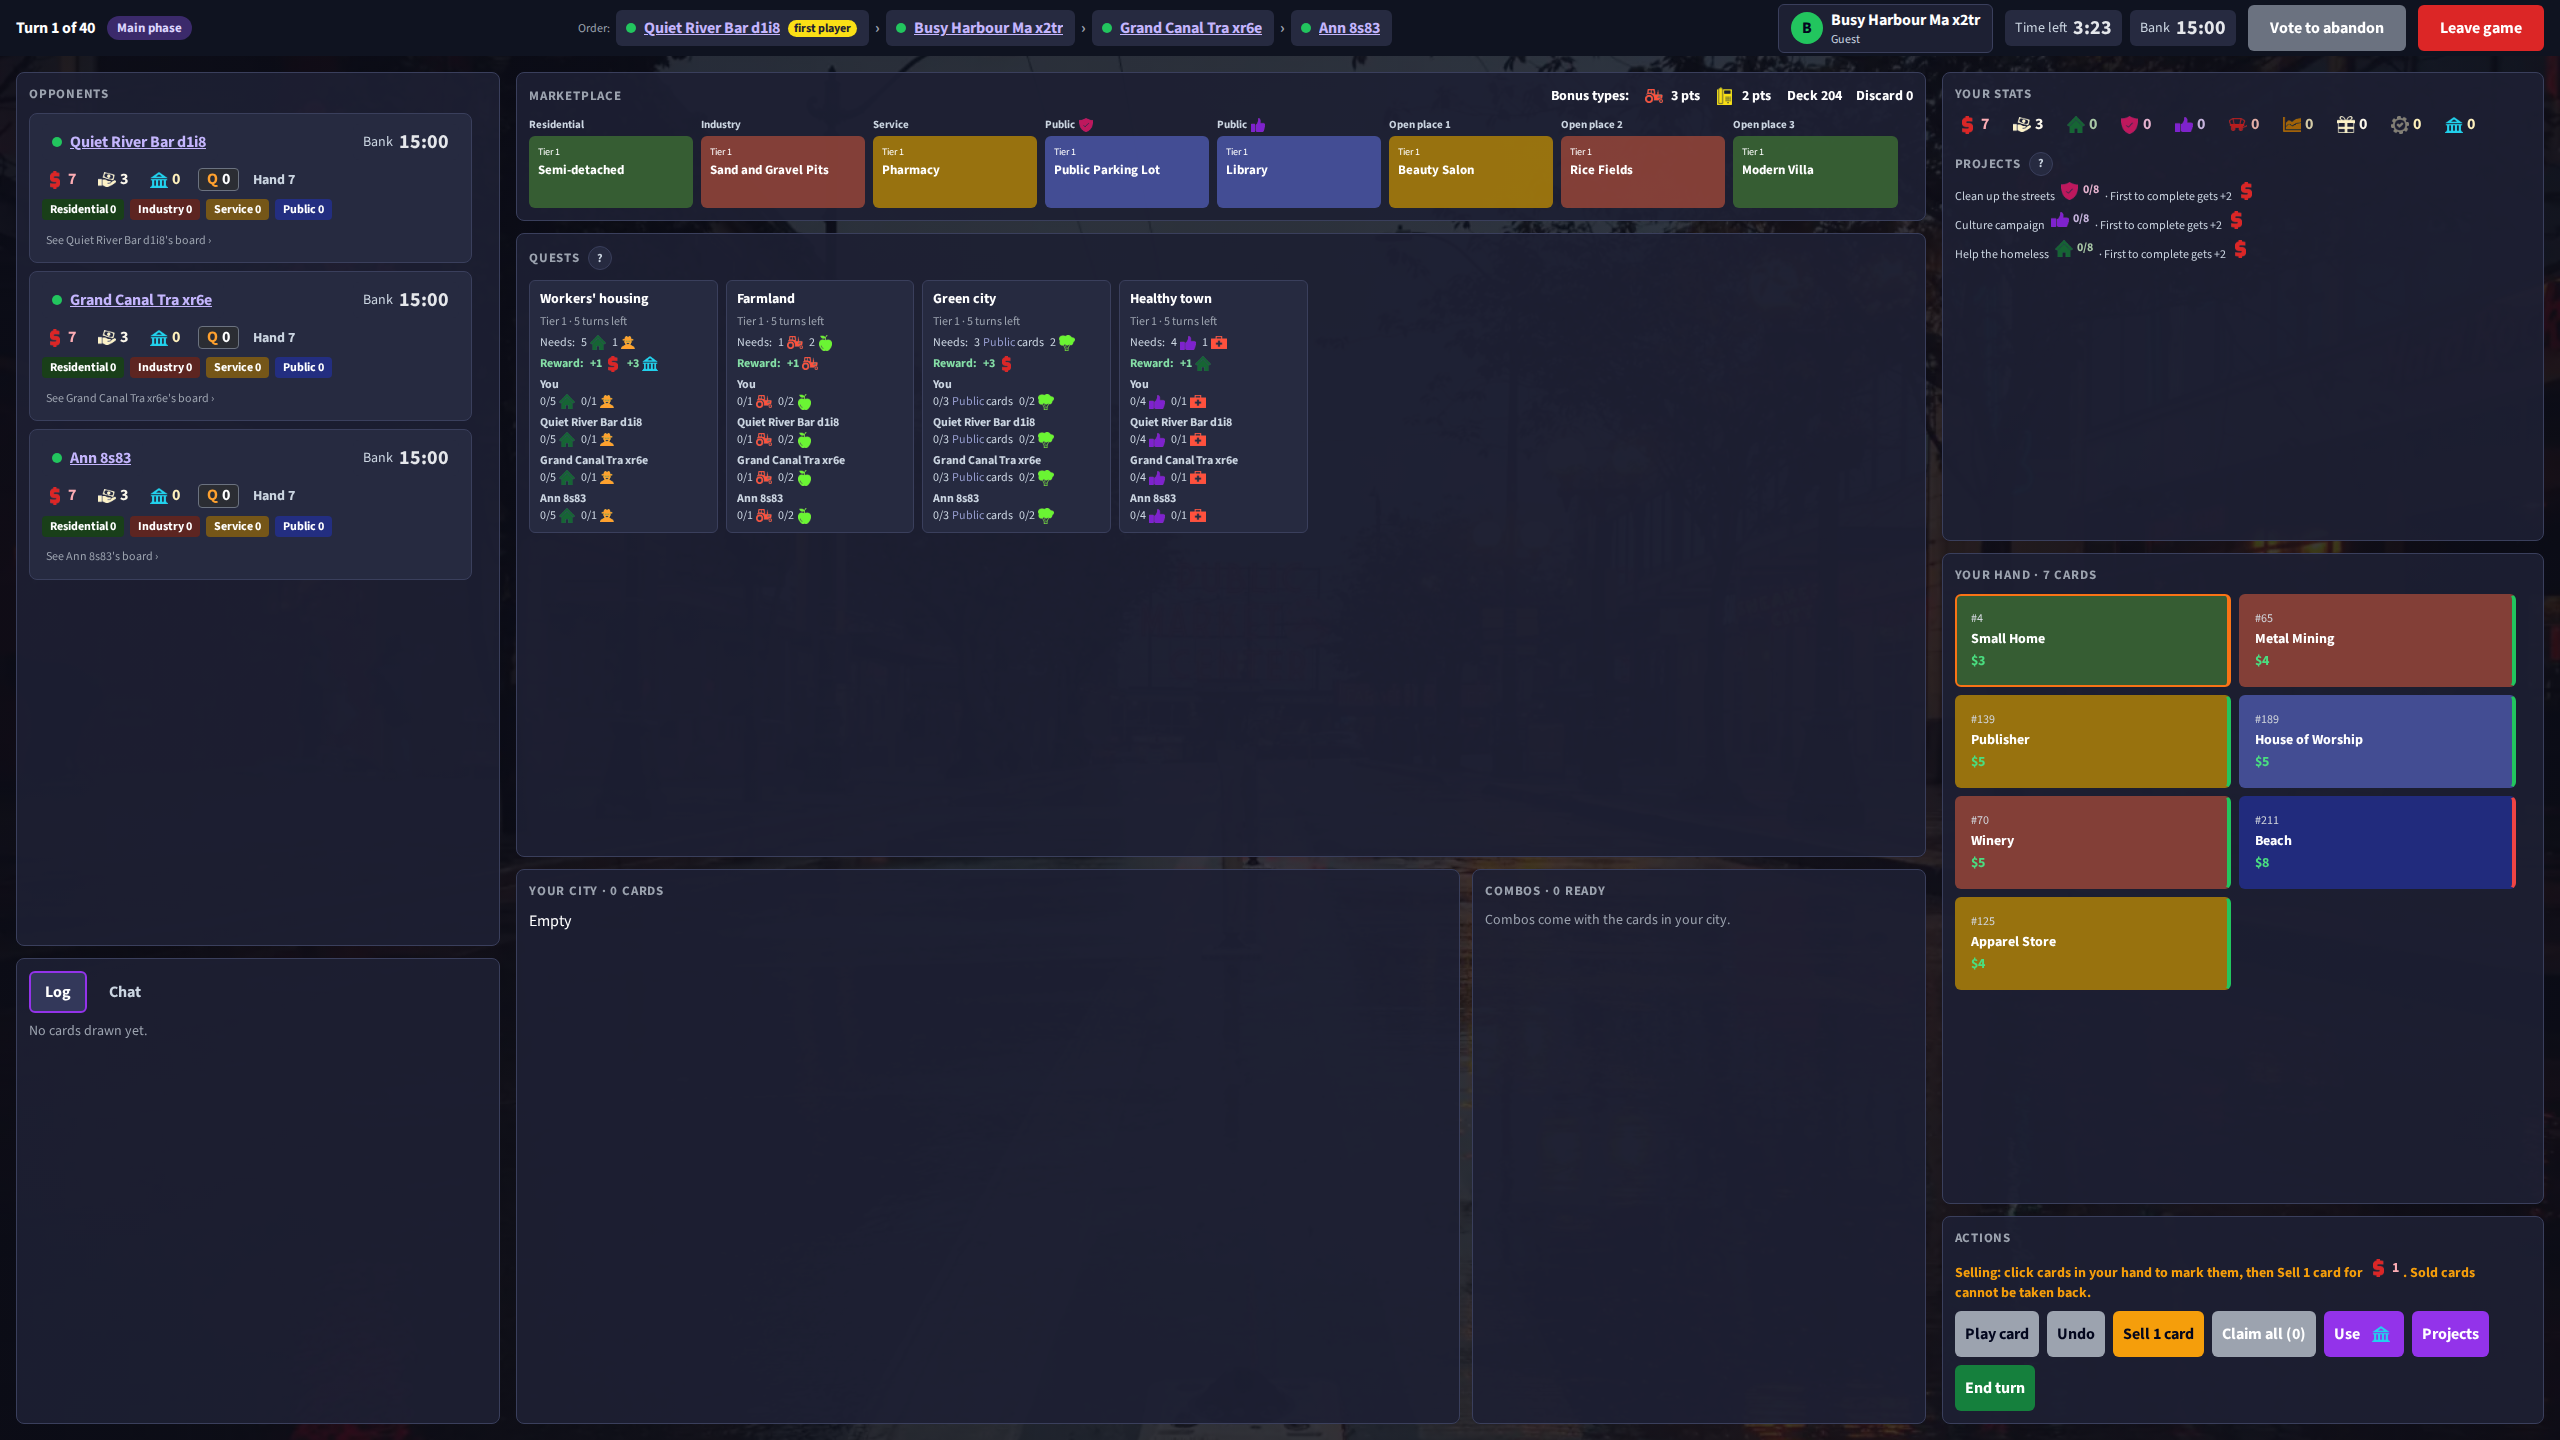 Turn 1 of 40 Main phase
Order: Quiet River Bar d1i8 first player › Busy Harbour Ma x2tr › Grand Canal Tra xr6e › Ann 8s83
B Busy Harbour Ma x2tr
Guest
Time left 3:23 Bank 15:00 Vote to abandon Leave game
OPPONENTS
Quiet River Bar d1i8 Bank 15:00
7 3 0 Q 0 Hand 7
Residential 0 Industry 0 Service 0 Public 0
See Quiet River Bar d1i8's board ›
Grand Canal Tra xr6e Bank 15:00
7 3 0 Q 0 Hand 7
Residential 0 Industry 0 Service 0 Public 0
See Grand Canal Tra xr6e's board ›
Ann 8s83 Bank 15:00
7 3 0 Q 0 Hand 7
Residential 0 Industry 0 Service 0 Public 0
See Ann 8s83's board ›
Log Chat
No cards drawn yet.
MARKETPLACE
Bonus types: 3 pts 2 pts Deck 204 Discard 0
Residential Industry Service Public Public Open place 1 Open place 2 Open place 3
Tier 1 Tier 1 Tier 1 Tier 1 Tier 1 Tier 1 Tier 1 Tier 1
Semi-detached Sand and Gravel Pits Pharmacy Public Parking Lot Library Beauty Salon Rice Fields Modern Villa
QUESTS ?
Workers' housing
Tier 1 · 5 turns left
Needs: 5 1
Reward: +1 $ +3
You
0/5 0/1
Quiet River Bar d1i8
0/5 0/1
Grand Canal Tra xr6e
0/5 0/1
Ann 8s83
0/5 0/1
Farmland
Tier 1 · 5 turns left
Needs: 1 2
Reward: +1
You
0/1 0/2
Quiet River Bar d1i8
0/1 0/2
Grand Canal Tra xr6e
0/1 0/2
Ann 8s83
0/1 0/2
Green city
Tier 1 · 5 turns left
Needs: 3 Public cards 2
Reward: +3 $
You
0/3 Public cards 0/2
Quiet River Bar d1i8
0/3 Public cards 0/2
Grand Canal Tra xr6e
0/3 Public cards 0/2
Ann 8s83
0/3 Public cards 0/2
Healthy town
Tier 1 · 5 turns left
Needs: 4 1
Reward: +1
You
0/4 0/1
Quiet River Bar d1i8
0/4 0/1
Grand Canal Tra xr6e
0/4 0/1
Ann 8s83
0/4 0/1
YOUR CITY · 0 CARDS
Empty
COMBOS · 0 READY
Combos come with the cards in your city.
YOUR STATS
$ 7 3 0 0 0 0 0 0 0 0
PROJECTS ?
Clean up the streets 0/8 · First to complete gets +2 $
Culture campaign 0/8 · First to complete gets +2 $
Help the homeless 0/8 · First to complete gets +2 $
YOUR HAND · 7 CARDS
#4
Small Home
$3
#65
Metal Mining
$4
#139
Publisher
$5
#189
House of Worship
$5
#70
Winery
$5
#211
Beach
$8
#125
Apparel Store
$4
ACTIONS
Selling: click cards in your hand to mark them, then Sell 1 card for $ 1 . Sold cards
cannot be taken back.
Play card Undo Sell 1 card Claim all (0) Use Projects
End turn